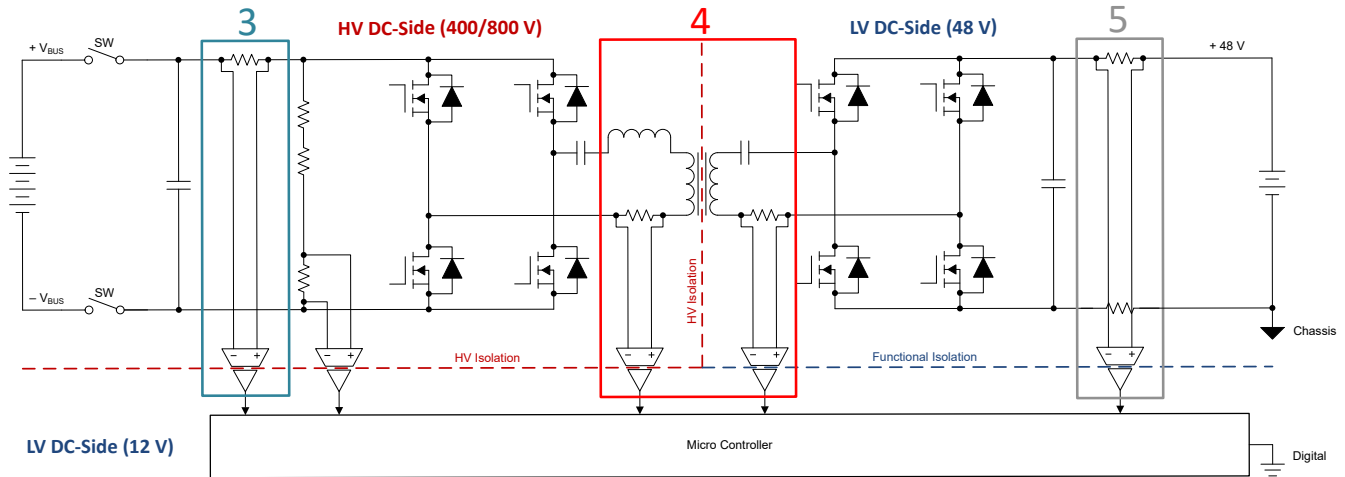 3
HV DC-Side (400/800 V)
4
LV DC-Side (48 V)
5
+ VBUS
SW
+ 48 V
HV Isolation
− VBUS
SW
Chassis
− +
− +
− +
− +
− +
HV Isolation
Functional Isolation
LV DC-Side (12 V)
Micro Controller
Digital